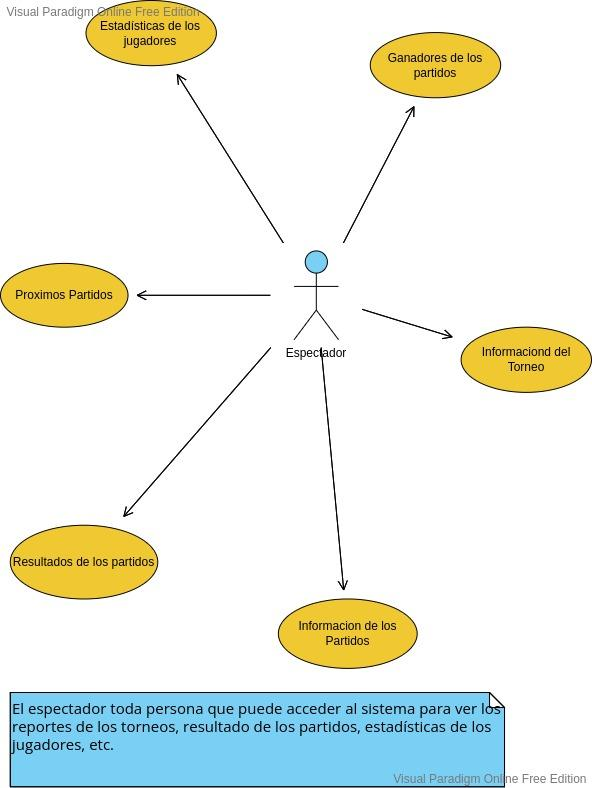 Visual Paradigm Online Free Edition
Estadísticas de los
jugadores
Ganadores de los
partidos
Proximos Partidos
Espectador
Informaciond del
Torneo
Resultados de los partidos
Informacion de los
Partidos
El espectador toda persona que puede acceder al sistema para ver los
reportes de los torneos, resultado de los partidos, estadísticas de los
jugadores, etc.
Visual Paradigm Online Free Edition